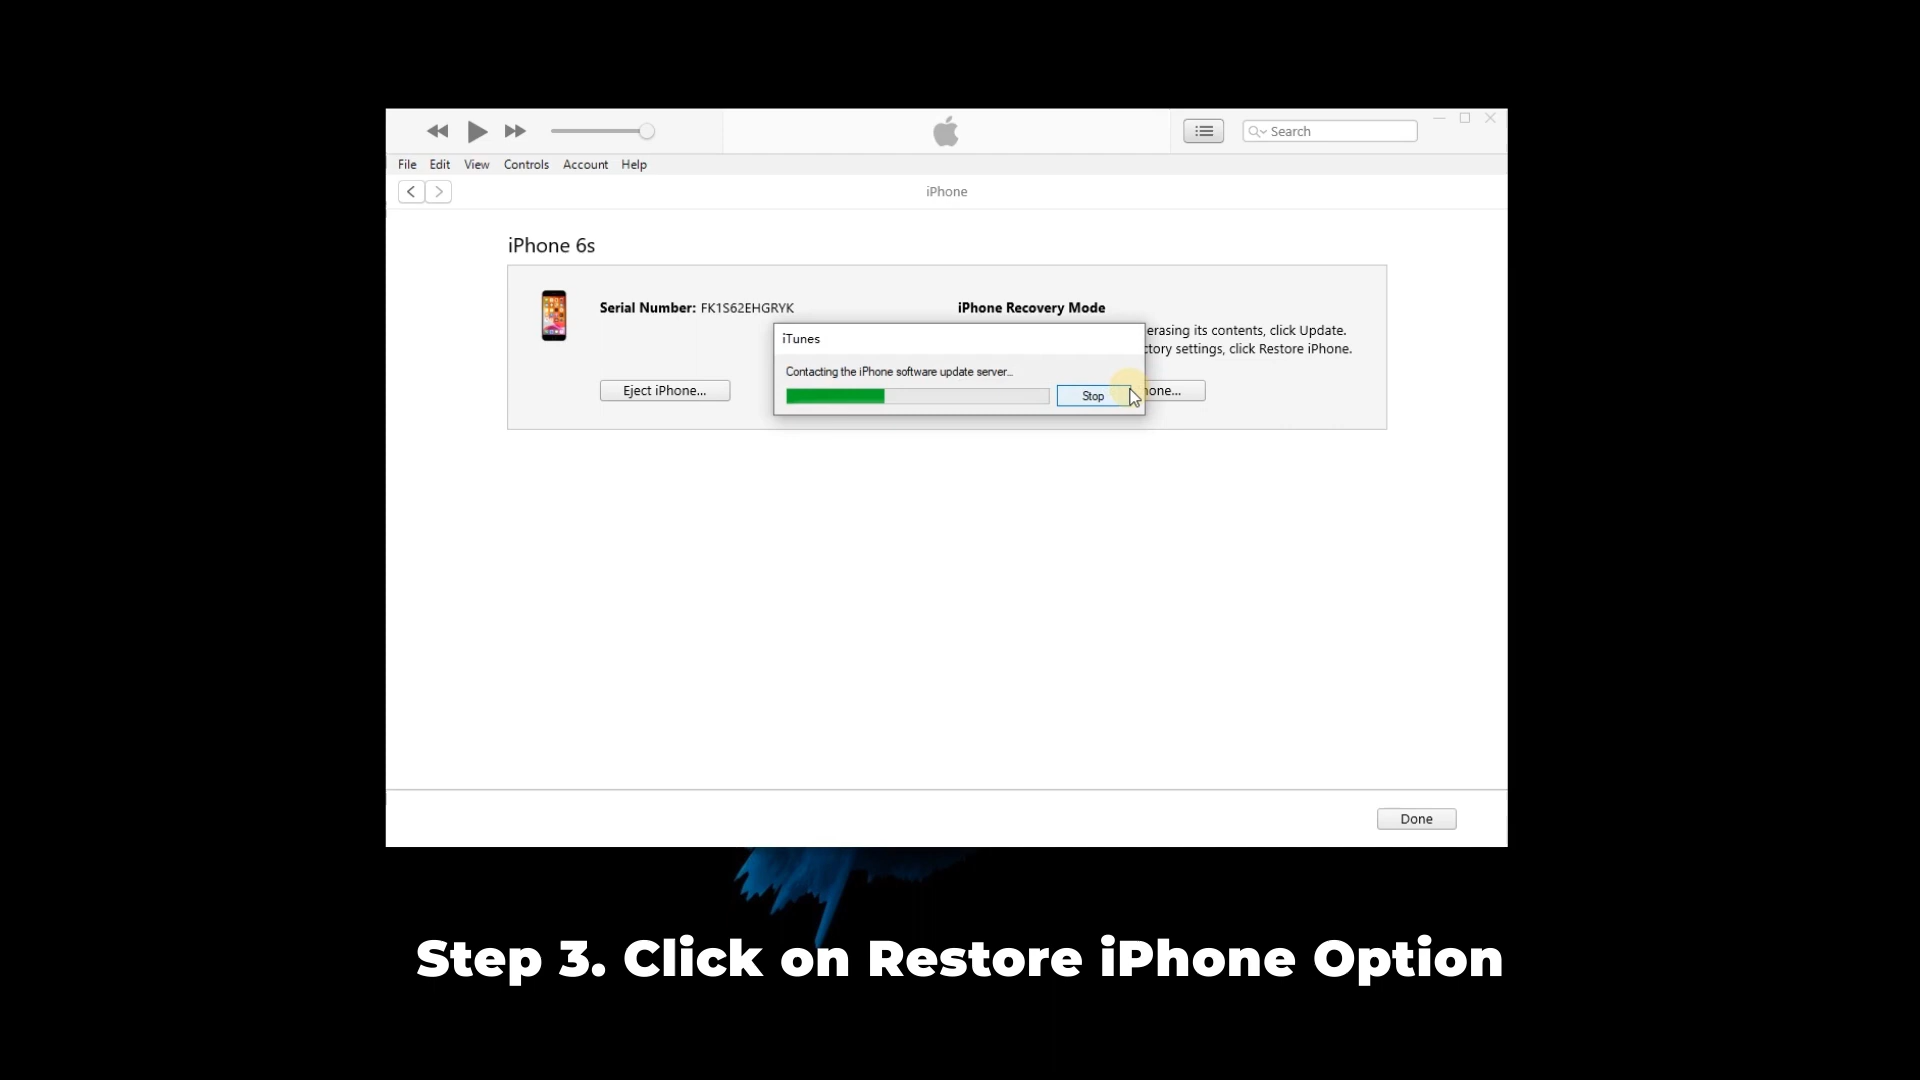 Search
File Edit View Controls Account Help
iPhone
iPhone 6s
Serial Number: FK1S62EHGRYK
iPhone Recovery Mode
erasing its contents, click Update.
settings, click Restore iPhone.
iTunes
Contacting the iPhone software update server...
Stop
Eject iPhone...
Done
Step 3. Click on Restore iPhone Option